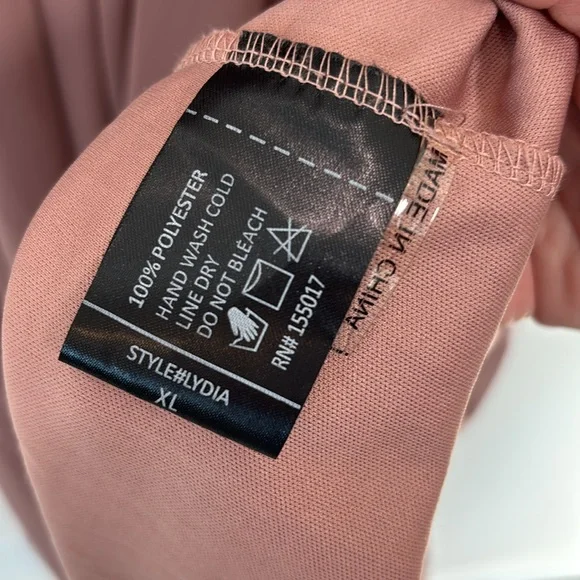 100% POLYESTER
HAND WASH COLD
LINE DRY
DO NOT BLEACH
RN# 155017
STYLE#LYDIA
XL
MADE IN CHINA